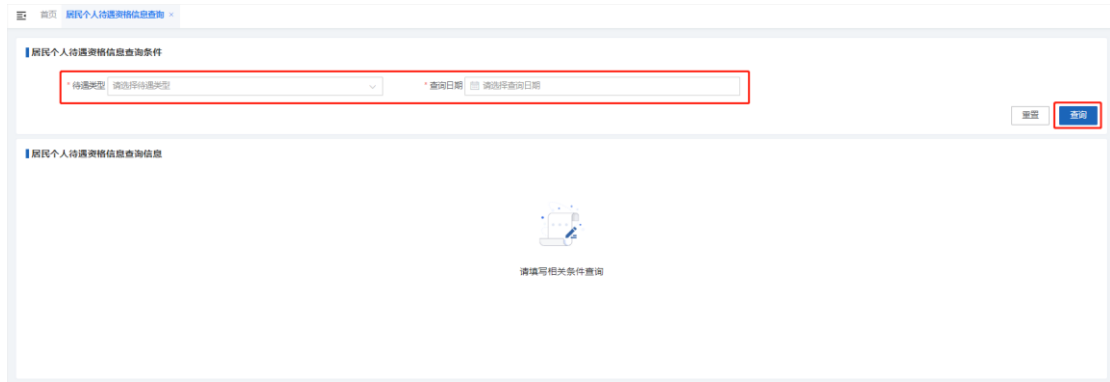 首页 居民个人待遇资格信息查询 ×
居民个人待遇资格信息查询条件
* 待遇类型 请选择待遇类型 * 查询日期 请选择查询日期
重置 查询
居民个人待遇资格信息查询信息
请填写相关条件查询